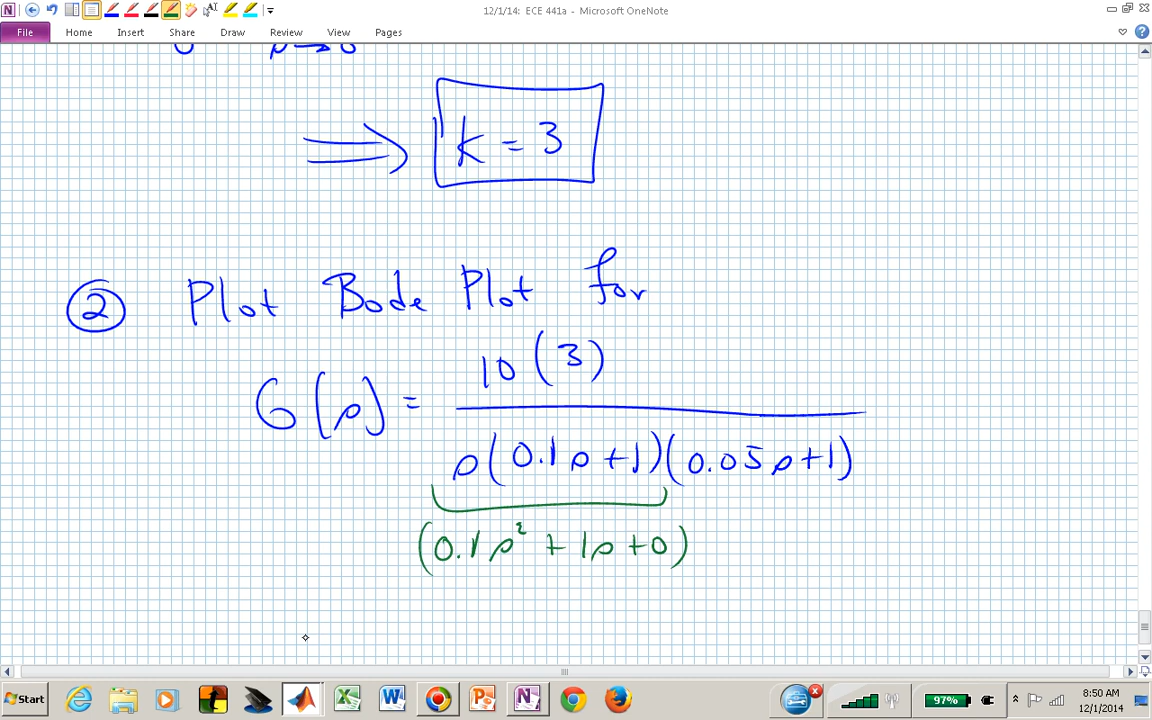 12/1/14: ECE 441a - Microsoft OneNote
File Home Insert Share Draw Review View Pages
⇒ K = 3
② Plot Bode Plot for
10(3)
G(s) = ―――――
s(0.1s+1)(0.05s+1)
(0.1s² + 1s + 0)
Start
97%
8:50 AM
12/1/2014